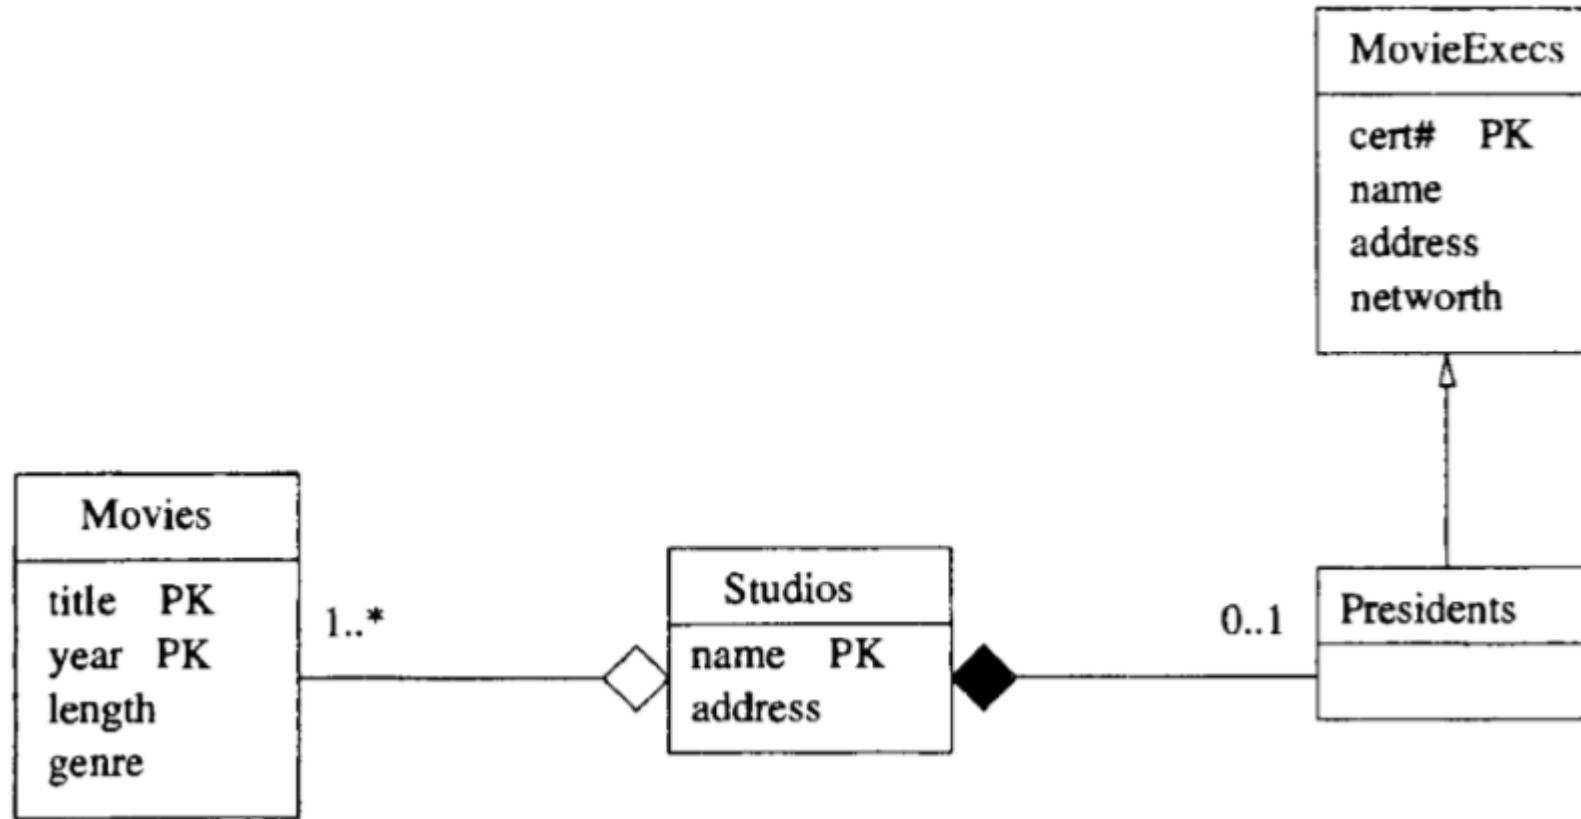 MovieExecs
cert# PK
name
address
networth
Movies
title PK
year PK
length
genre
1..*
Studios
name PK
address
0..1
Presidents